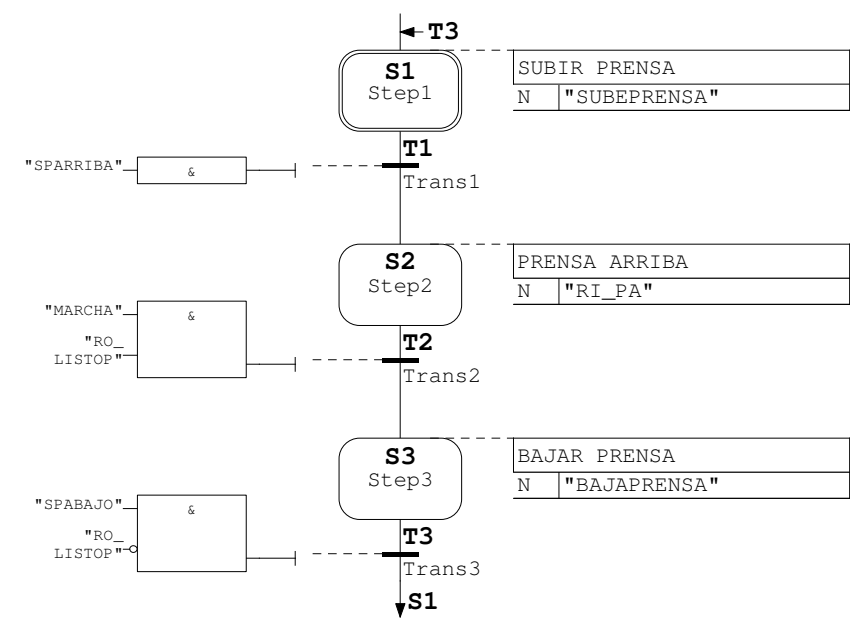 T3
S1
Step1
SUBIR PRENSA
N "SUBEPRENSA"
T1
"SPARRIBA"
&
Trans1
S2
Step2
PRENSA ARRIBA
N "RI_PA"
"MARCHA"
&
"RO_
LISTOP"
T2
Trans2
S3
Step3
BAJAR PRENSA
N "BAJAPRENSA"
"SPABAJO"
&
"RO_
LISTOP"
T3
Trans3
S1